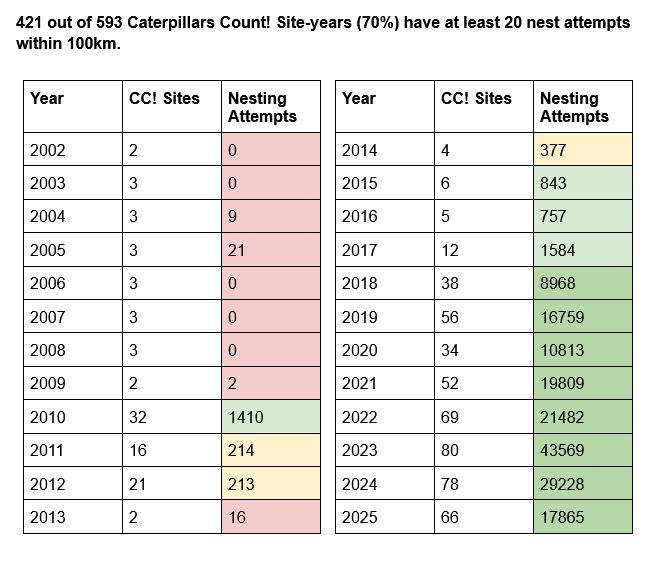 421 out of 593 Caterpillars Count! Site-years (70%) have at least 20 nest attempts
within 100km.
Year CC! Sites Nesting Attempts
2002 2 0
2003 3 0
2004 3 9
2005 3 21
2006 3 0
2007 3 0
2008 3 0
2009 2 2
2010 32 1410
2011 16 214
2012 21 213
2013 2 16
Year CC! Sites Nesting Attempts
2014 4 377
2015 6 843
2016 5 757
2017 12 1584
2018 38 8968
2019 56 16759
2020 34 10813
2021 52 19809
2022 69 21482
2023 80 43569
2024 78 29228
2025 66 17865